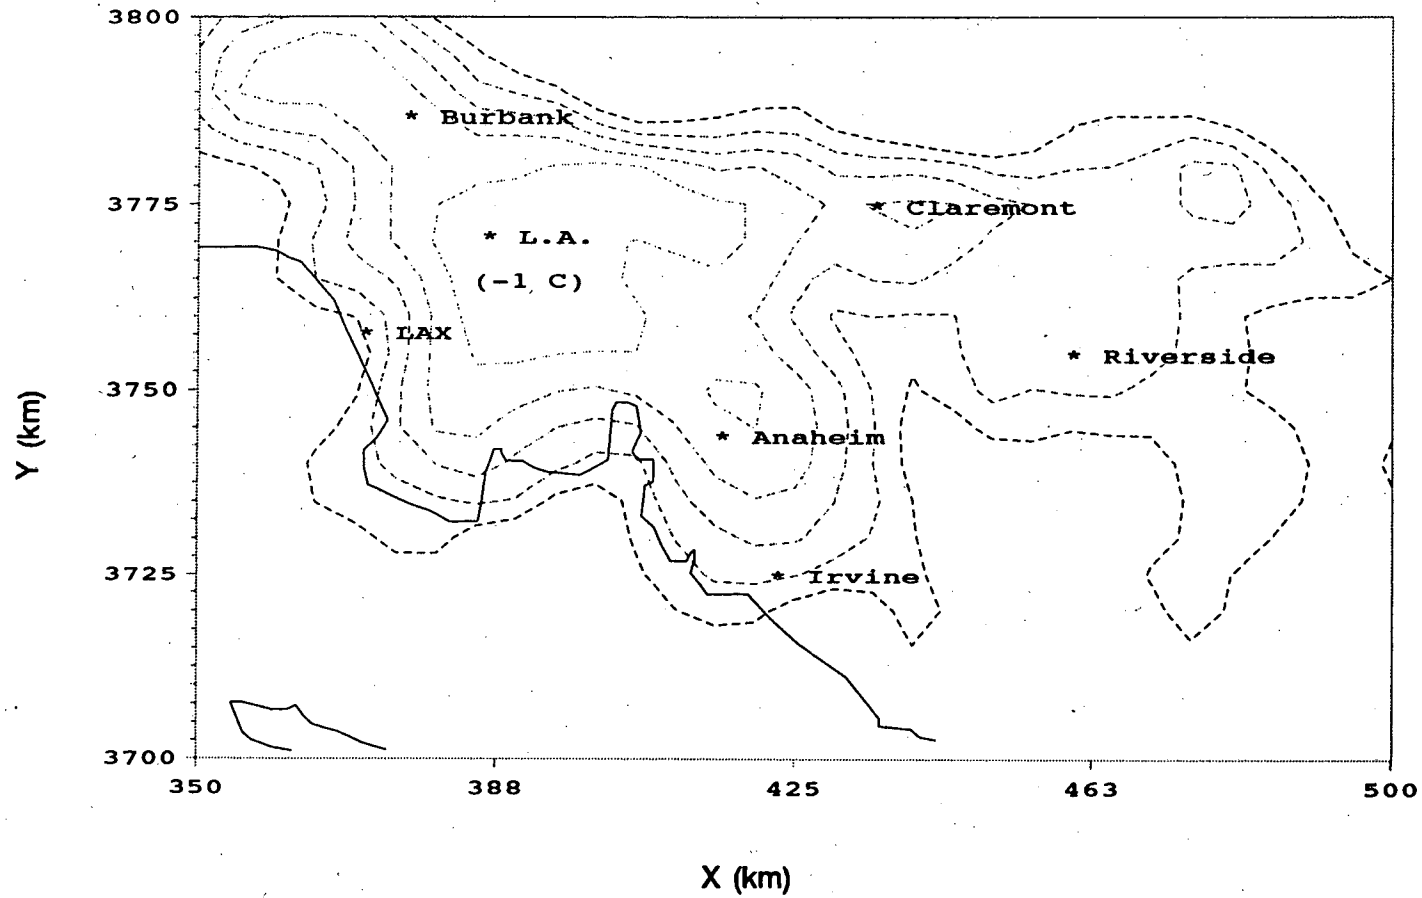 3800
* Burbank
3775
* Claremont
* L.A.
(-1 C)
* LAX
* Riverside
3750
Y (km)
* Anaheim
3725
* Irvine
3700
350 388 425 463 500
X (km)